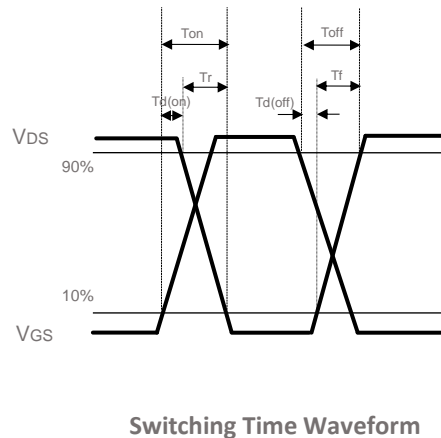 Ton Toff
Tr Tf
Td(on) Td(off)
VDS
90%
10%
VGS
Switching Time Waveform